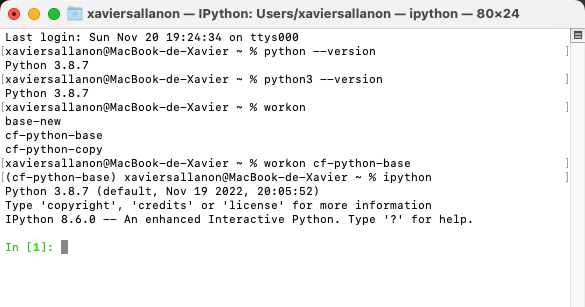 xaviersallanon — IPython: Users/xaviersallanon — ipython — 80×24
Last login: Sun Nov 20 19:24:34 on ttys000
[xaviersallanon@MacBook-de-Xavier ~ % python --version ]
Python 3.8.7
[xaviersallanon@MacBook-de-Xavier ~ % python3 --version ]
Python 3.8.7
[xaviersallanon@MacBook-de-Xavier ~ % workon ]
base-new
cf-python-base
cf-python-copy
[xaviersallanon@MacBook-de-Xavier ~ % workon cf-python-base ]
[(cf-python-base) xaviersallanon@MacBook-de-Xavier ~ % ipython ]
Python 3.8.7 (default, Nov 19 2022, 20:05:52)
Type 'copyright', 'credits' or 'license' for more information
IPython 8.6.0 -- An enhanced Interactive Python. Type '?' for help.
In [1]: